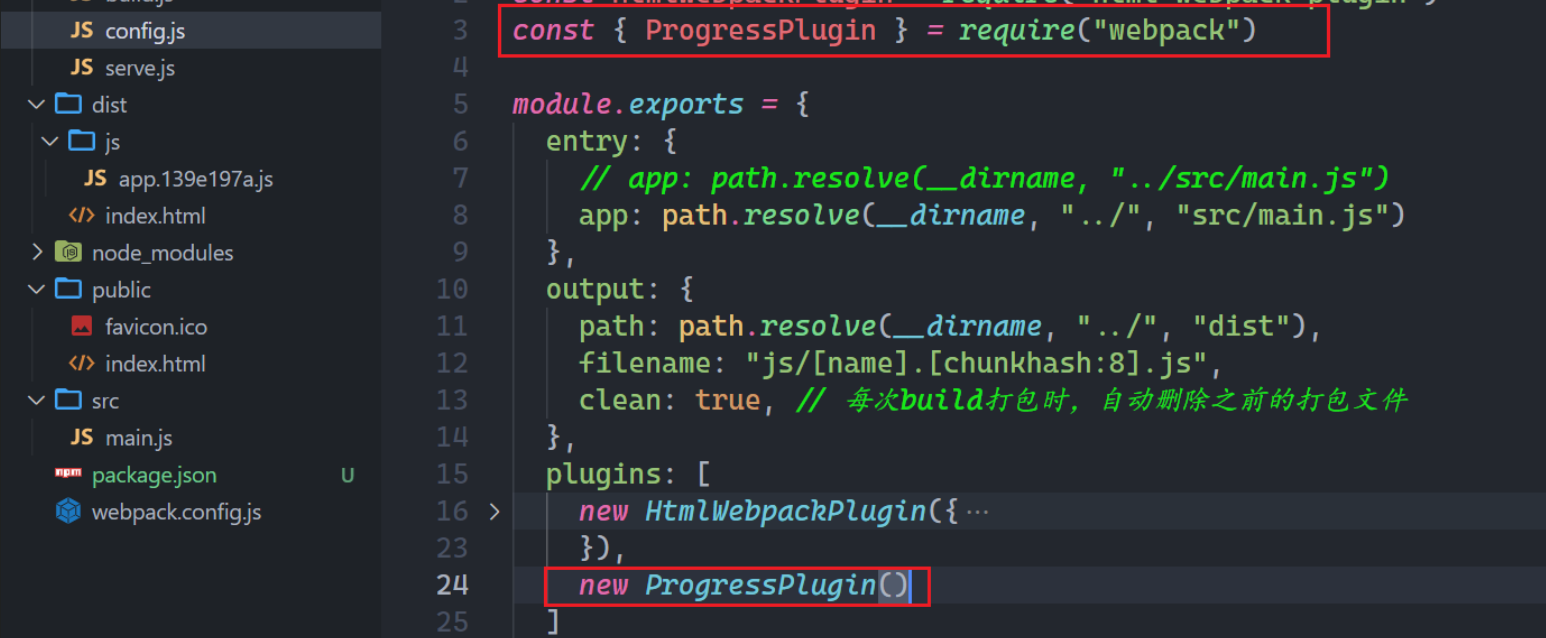 config.js
serve.js
dist
js
app.139e197a.js
index.html
node_modules
public
favicon.ico
index.html
src
main.js
package.json U
webpack.config.js
3 const { ProgressPlugin } = require("webpack")
4
5 module.exports = {
6 entry: {
7 // app: path.resolve(__dirname, "../src/main.js")
8 app: path.resolve(__dirname, "../", "src/main.js")
9 },
10 output: {
11 path: path.resolve(__dirname, "../", "dist"),
12 filename: "js/[name].[chunkhash:8].js",
13 clean: true, // 每次build打包时，自动删除之前的打包文件
14 },
15 plugins: [
16 new HtmlWebpackPlugin({ ···
23 }),
24 new ProgressPlugin()
25 ]